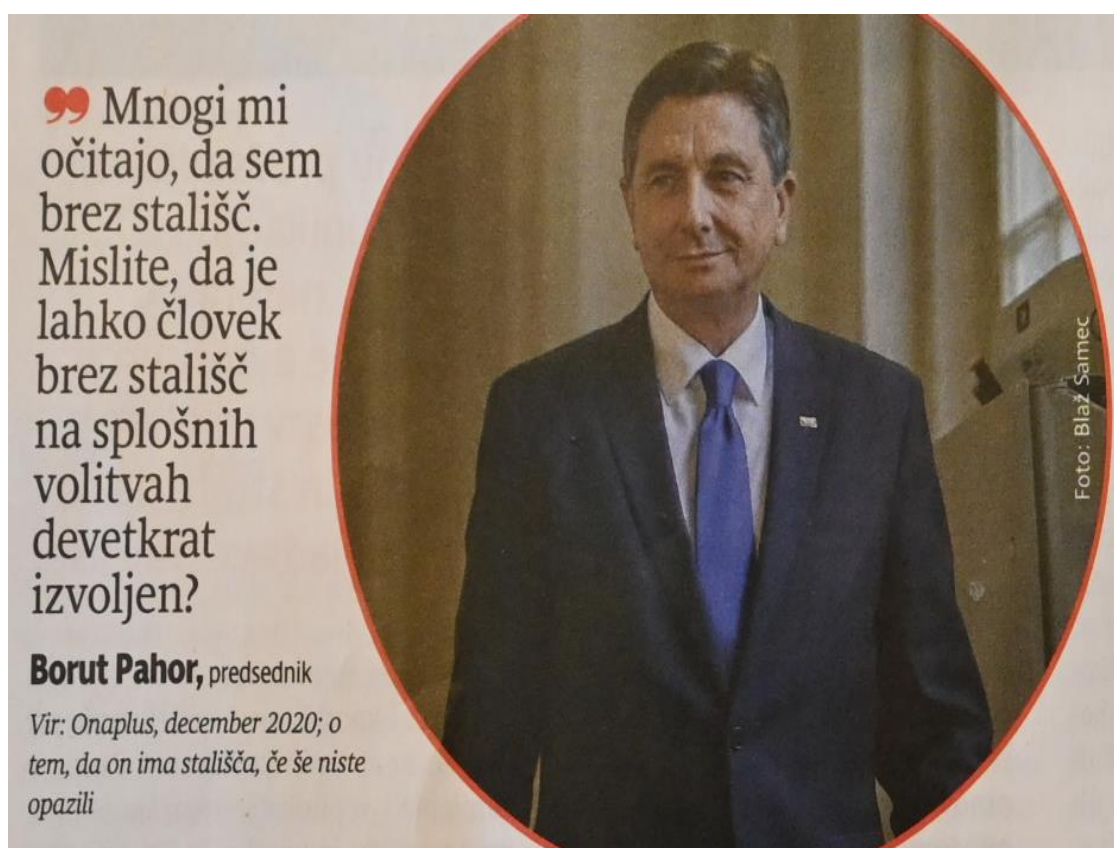 „ Mnogi mi
očitajo, da sem
brez stališč.
Mislite, da je
lahko človek
brez stališč
na splošnih
volitvah
devetkrat
izvoljen?
Borut Pahor, predsednik
Vir: Onaplus, december 2020; o
tem, da on ima stališča, če še niste
opazili
Foto: Blaž Samec